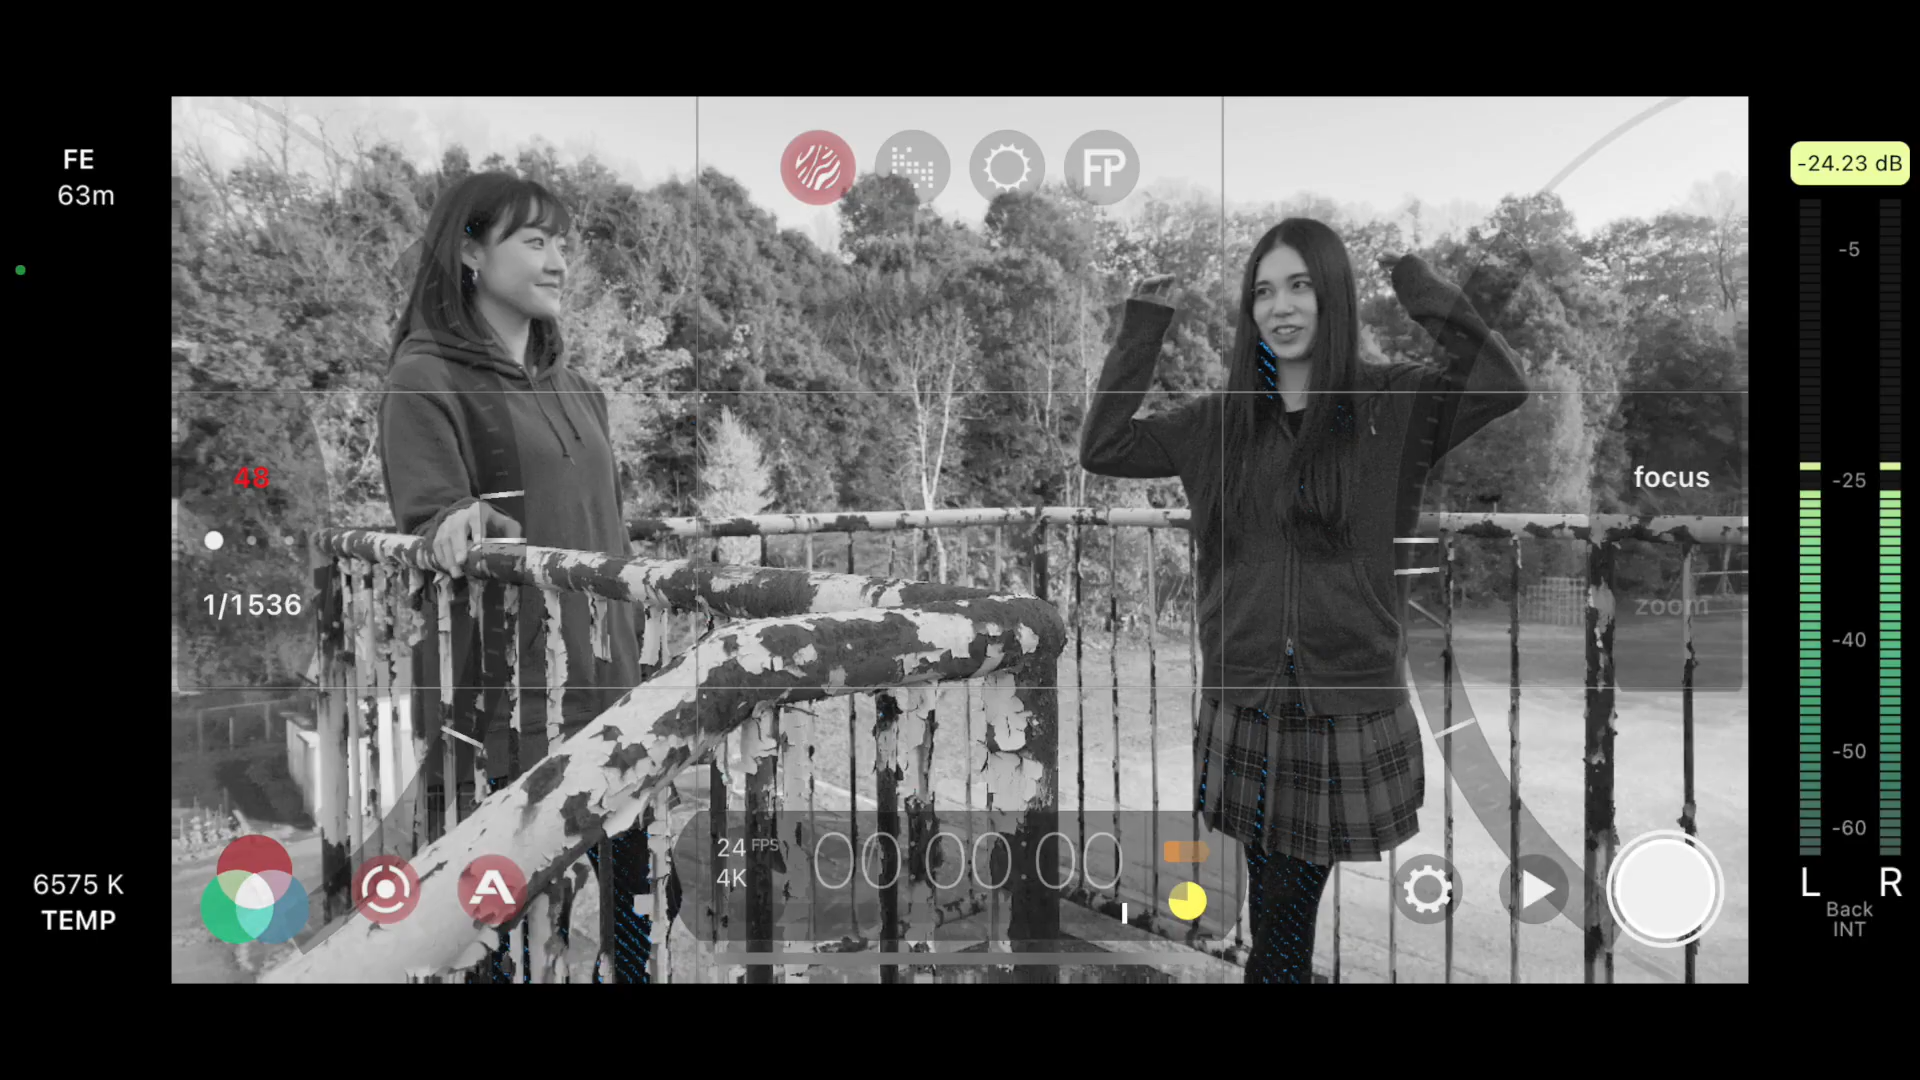 FE
63m
FP
-24.23 dB
-5
48
focus
-25
1/1536
zoom
-40
-50
24 FPS
4K
00:00:00
-60
6575 K
TEMP
L
R
Back
INT